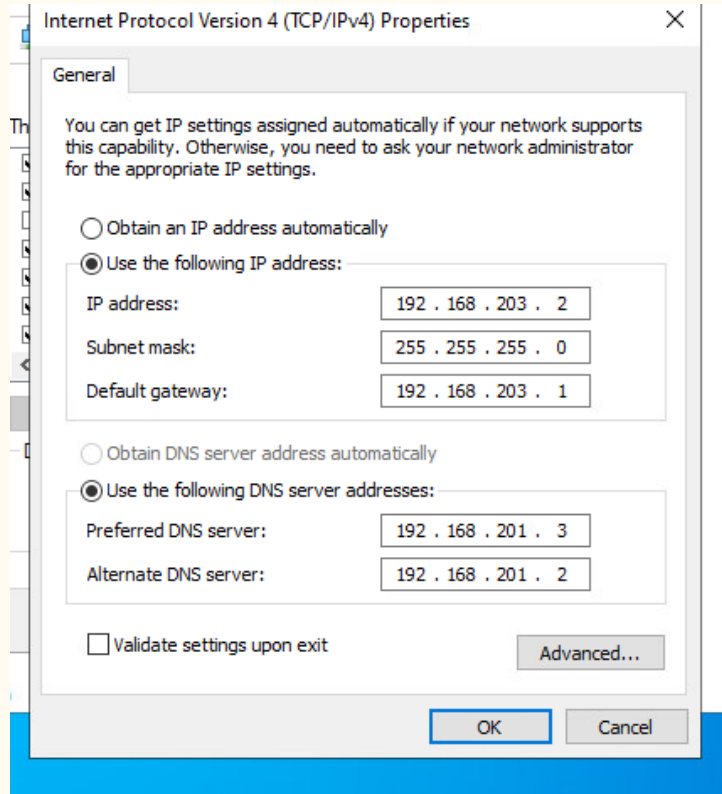 Internet Protocol Version 4 (TCP/IPv4) Properties
General
Th
You can get IP settings assigned automatically if your network supports
this capability. Otherwise, you need to ask your network administrator
for the appropriate IP settings.
Obtain an IP address automatically
Use the following IP address:
IP address: 192 . 168 . 203 . 2
Subnet mask: 255 . 255 . 255 . 0
Default gateway: 192 . 168 . 203 . 1
Obtain DNS server address automatically
Use the following DNS server addresses:
Preferred DNS server: 192 . 168 . 201 . 3
Alternate DNS server: 192 . 168 . 201 . 2
Validate settings upon exit
Advanced...
OK Cancel